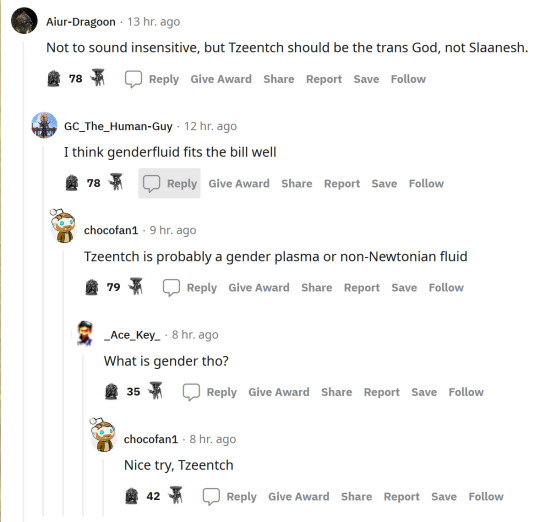 Aiur-Dragoon · 13 hr. ago
Not to sound insensitive, but Tzeentch should be the trans God, not Slaanesh.
78 Reply Give Award Share Report Save Follow
GC_The_Human-Guy · 12 hr. ago
I think genderfluid fits the bill well
78 Reply Give Award Share Report Save Follow
chocofan1 · 9 hr. ago
Tzeentch is probably a gender plasma or non-Newtonian fluid
79 Reply Give Award Share Report Save Follow
_Ace_Key_ · 8 hr. ago
What is gender tho?
35 Reply Give Award Share Report Save Follow
chocofan1 · 8 hr. ago
Nice try, Tzeentch
42 Reply Give Award Share Report Save Follow